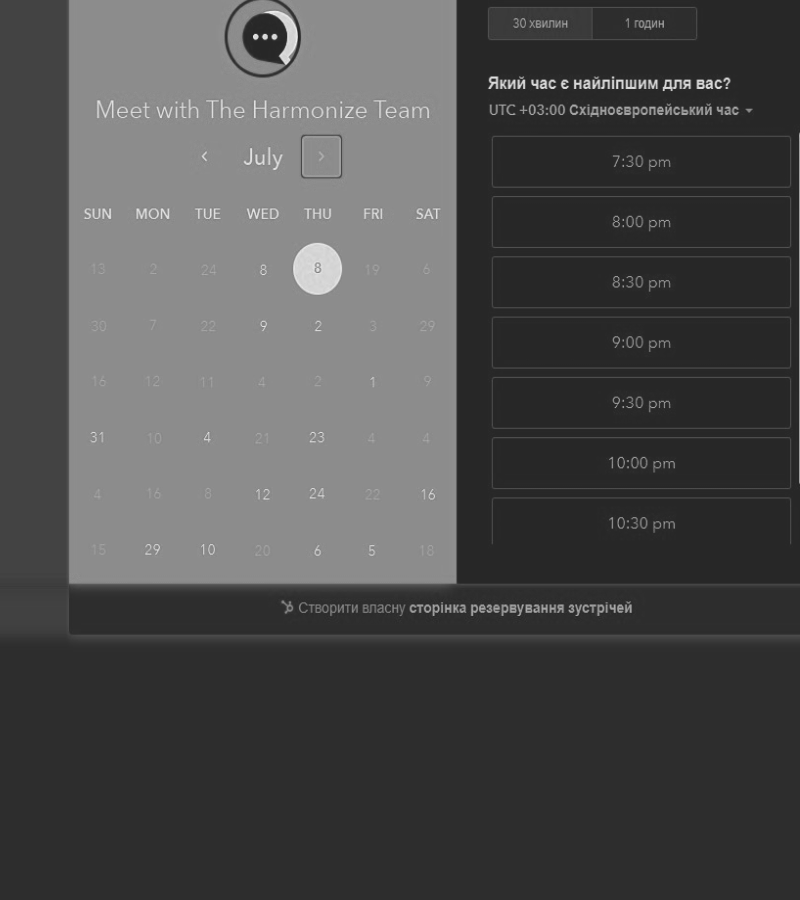 Meet with The Harmonize Team
July
SUN MON TUE WED THU FRI SAT
13 2 24 8 8 19 6
30 7 22 9 2 3 29
16 12 11 4 2 1 9
31 10 4 21 23 4 4
4 16 8 12 24 22 16
15 29 10 20 6 5 18
30 хвилин 1 годин
Який час є найліпшим для вас?
UTC +03:00 Східноєвропейський час
7:30 pm
8:00 pm
8:30 pm
9:00 pm
9:30 pm
10:00 pm
10:30 pm
Створити власну сторінка резервування зустрічей